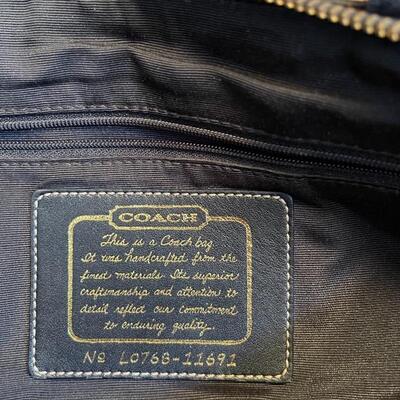 COACH
This is a Coach bag.
It was handcrafted from the
finest materials. The superior
craftsmanship and attention to
detail reflect our commitment
to enduring quality.
Nº L0768-11691